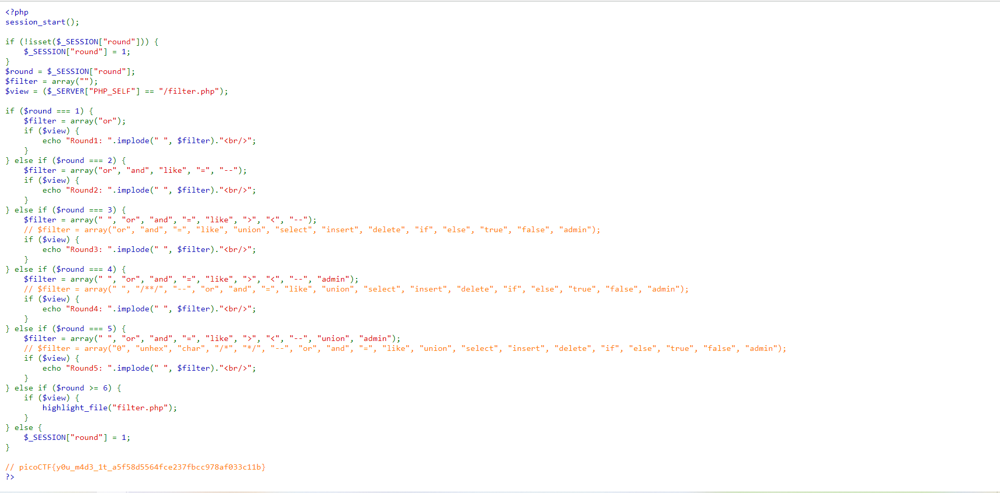 <?php
session_start();
if (!isset($_SESSION["round"])) {
    $_SESSION["round"] = 1;
}
$round = $_SESSION["round"];
$filter = array("");
$view = ($_SERVER["PHP_SELF"] == "/filter.php");
if ($round === 1) {
    $filter = array("or");
    if ($view) {
        echo "Round1: ".implode(" ", $filter)."<br/>";
    }
} else if ($round === 2) {
    $filter = array("or", "and", "like", "=", "--");
    if ($view) {
        echo "Round2: ".implode(" ", $filter)."<br/>";
    }
} else if ($round === 3) {
    $filter = array(" ", "or", "and", "=", "like", ">", "<", "--");
    // $filter = array("or", "and", "=", "like", "union", "select", "insert", "delete", "if", "else", "true", "false", "admin");
    if ($view) {
        echo "Round3: ".implode(" ", $filter)."<br/>";
    }
} else if ($round === 4) {
    $filter = array(" ", "or", "and", "=", "like", ">", "<", "--", "admin");
    // $filter = array(" ", "/**/", "--", "or", "and", "=", "like", "union", "select", "insert", "delete", "if", "else", "true", "false", "admin");
    if ($view) {
        echo "Round4: ".implode(" ", $filter)."<br/>";
    }
} else if ($round === 5) {
    $filter = array(" ", "or", "and", "=", "like", ">", "<", "--", "union", "admin");
    // $filter = array("0", "unhex", "char", "/*", "*/", "--", "or", "and", "=", "like", "union", "select", "insert", "delete", "if", "else", "true", "false", "admin");
    if ($view) {
        echo "Round5: ".implode(" ", $filter)."<br/>";
    }
} else if ($round >= 6) {
    if ($view) {
        highlight_file("filter.php");
    }
} else {
    $_SESSION["round"] = 1;
}
// picoCTF{y0u_m4d3_1t_a5f58d5564fce237fbcc978af033c11b}
?>